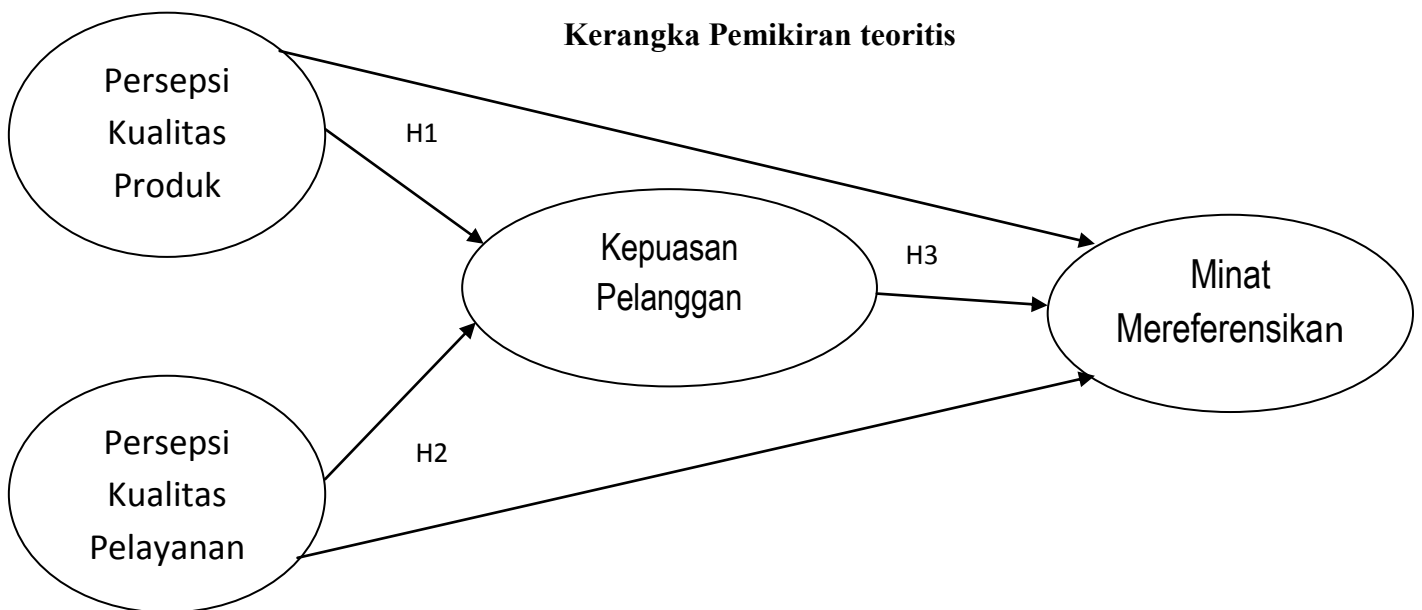 Kerangka Pemikiran teoritis
Persepsi
Kualitas
Produk
H1
Kepuasan
Pelanggan
H3
Minat
Mereferensikan
Persepsi
Kualitas
Pelayanan
H2